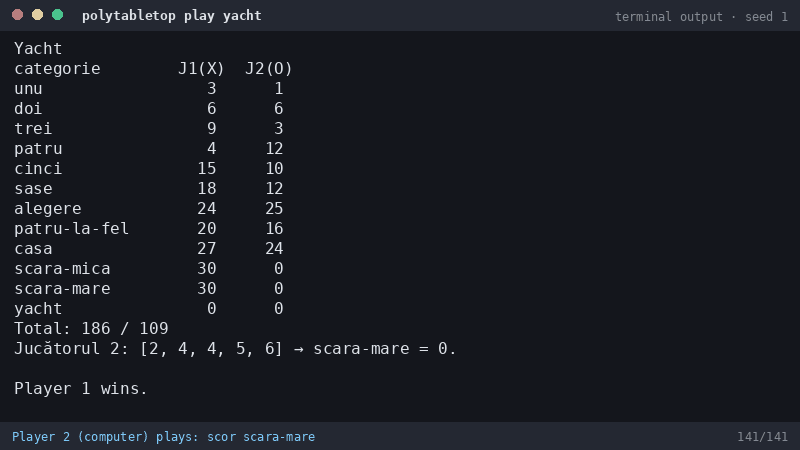 polytabletop play yacht
terminal output · seed 1
Yacht
categorie J1(X) J2(O)
unu 3 1
doi 6 6
trei 9 3
patru 4 12
cinci 15 10
sase 18 12
alegere 24 25
patru-la-fel 20 16
casa 27 24
scara-mica 30 0
scara-mare 30 0
yacht 0 0
Total: 186 / 109
Jucătorul 2: [2, 4, 4, 5, 6] → scara-mare = 0.
Player 1 wins.
Player 2 (computer) plays: scor scara-mare
141/141